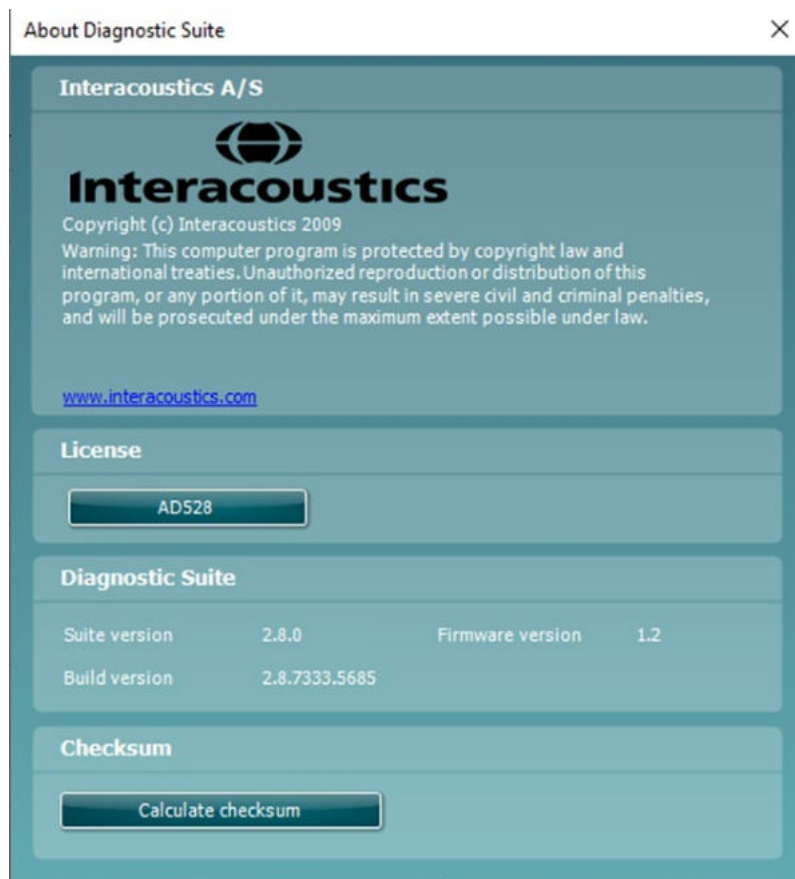 About Diagnostic Suite
Interacoustics A/S
Interacoustics
Copyright (c) Interacoustics 2009
Warning: This computer program is protected by copyright law and
international treaties. Unauthorized reproduction or distribution of this
program, or any portion of it, may result in severe civil and criminal penalties,
and will be prosecuted under the maximum extent possible under law.
www.interacoustics.com
License
AD528
Diagnostic Suite
Suite version 2.8.0 Firmware version 1.2
Build version 2.8.7333.5685
Checksum
Calculate checksum